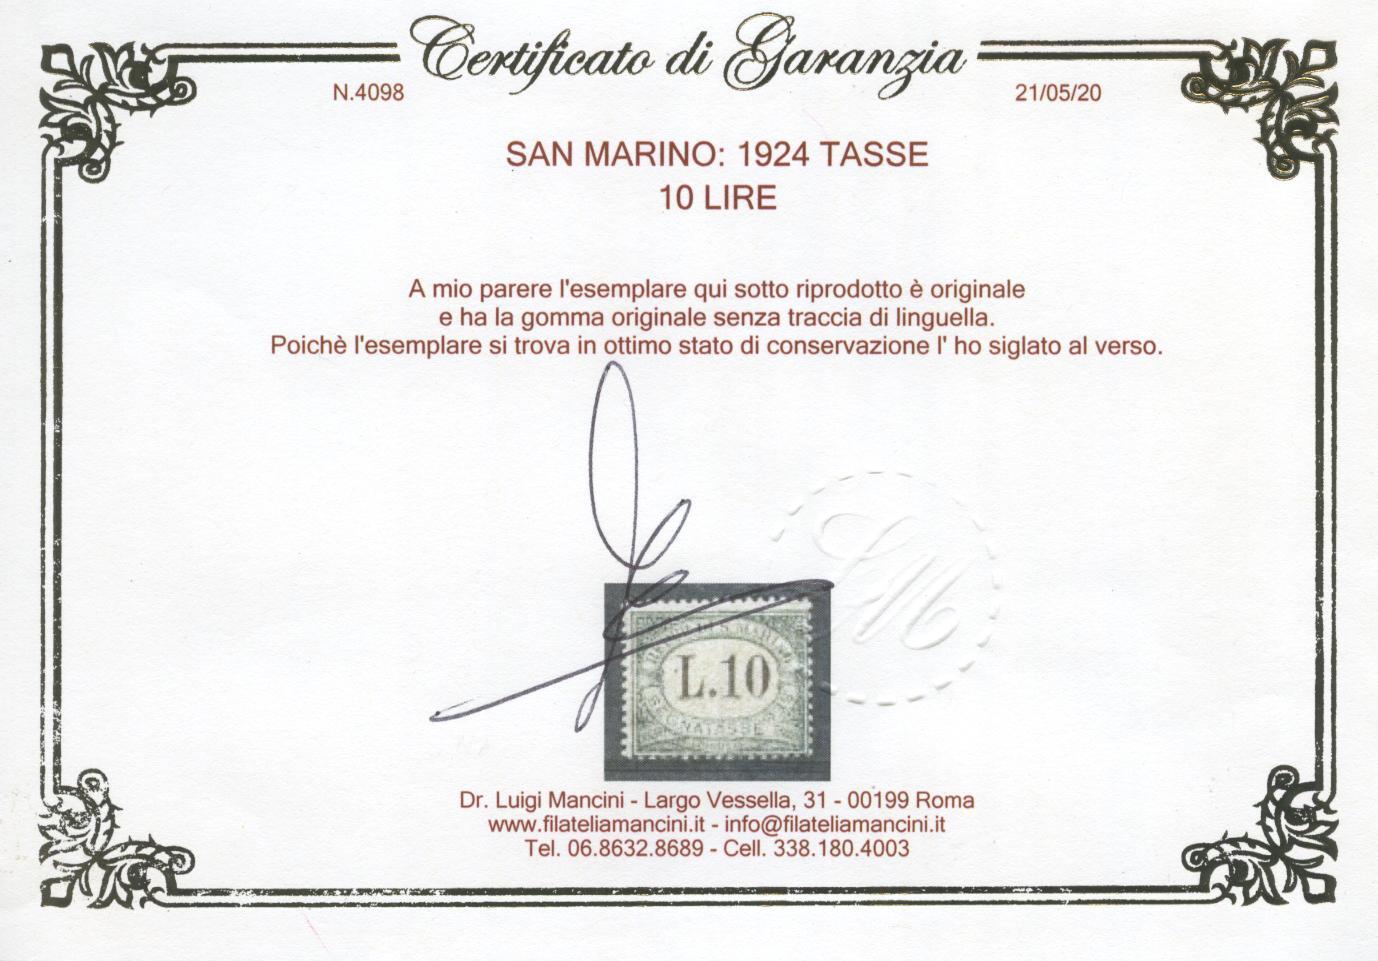 Certificato di Garanzia
N.4098 21/05/20
SAN MARINO: 1924 TASSE
10 LIRE
A mio parere l'esemplare qui sotto riprodotto è originale
e ha la gomma originale senza traccia di linguella.
Poichè l'esemplare si trova in ottimo stato di conservazione l' ho siglato al verso.
LM
L.10
SEGNATASSE
Dr. Luigi Mancini - Largo Vessella, 31 - 00199 Roma
www.filateliamancini.it - info@filateliamancini.it
Tel. 06.8632.8689 - Cell. 338.180.4003